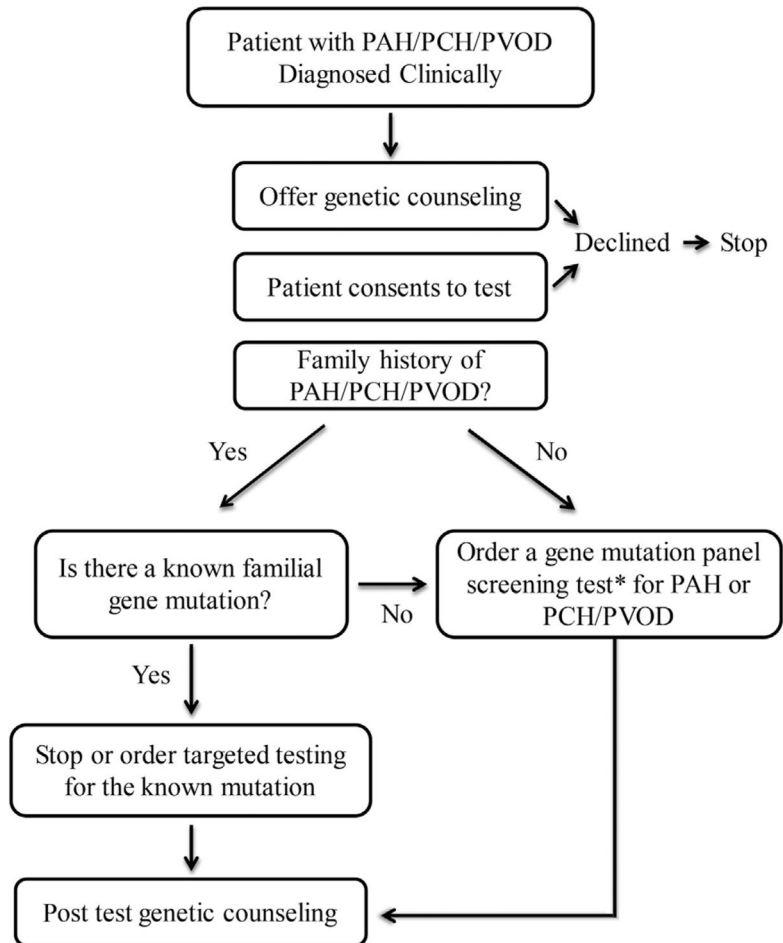 Patient with PAH/PCH/PVOD
Diagnosed Clinically
Offer genetic counseling
Declined
Stop
Patient consents to test
Family history of
PAH/PCH/PVOD?
Yes
No
Is there a known familial
gene mutation?
No
Order a gene mutation panel
screening test* for PAH or
PCH/PVOD
Yes
Stop or order targeted testing
for the known mutation
Post test genetic counseling